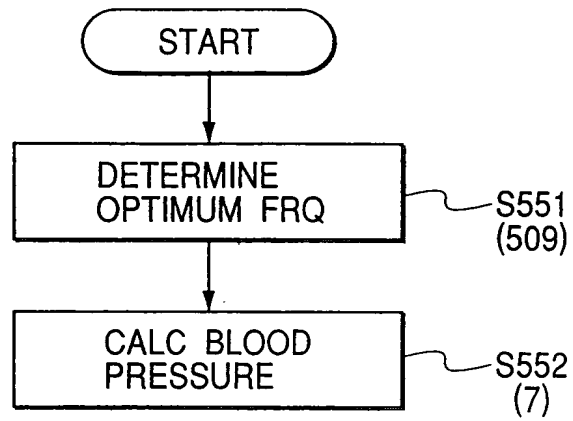 START
DETERMINE
OPTIMUM FRQ
S551
(509)
CALC BLOOD
PRESSURE
S552
(7)